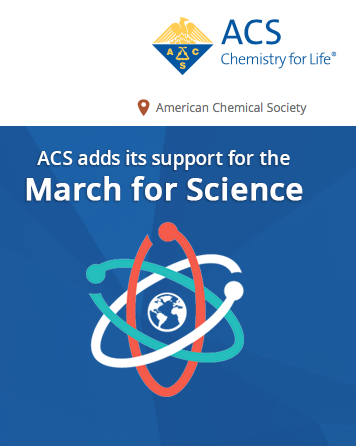 ACS
Chemistry for Life®
A C S
American Chemical Society
ACS adds its support for the
March for Science